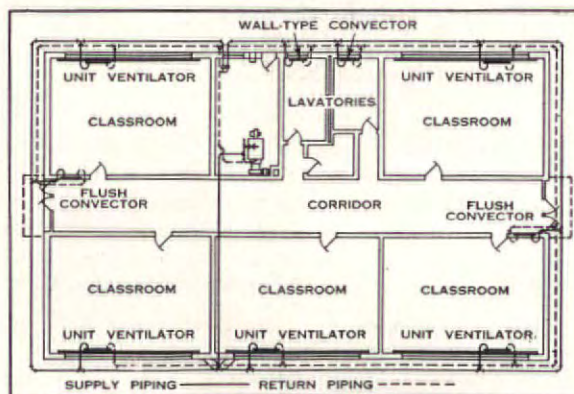 WALL-TYPE CONVECTOR
UNIT VENTILATOR
UNIT VENTILATOR
LAVATORIES
CLASSROOM
CLASSROOM
FLUSH
CONVECTOR
CORRIDOR
FLUSH
CONVECTOR
CLASSROOM
CLASSROOM
CLASSROOM
UNIT VENTILATOR
UNIT VENTILATOR
UNIT VENTILATOR
SUPPLY PIPING
RETURN PIPING